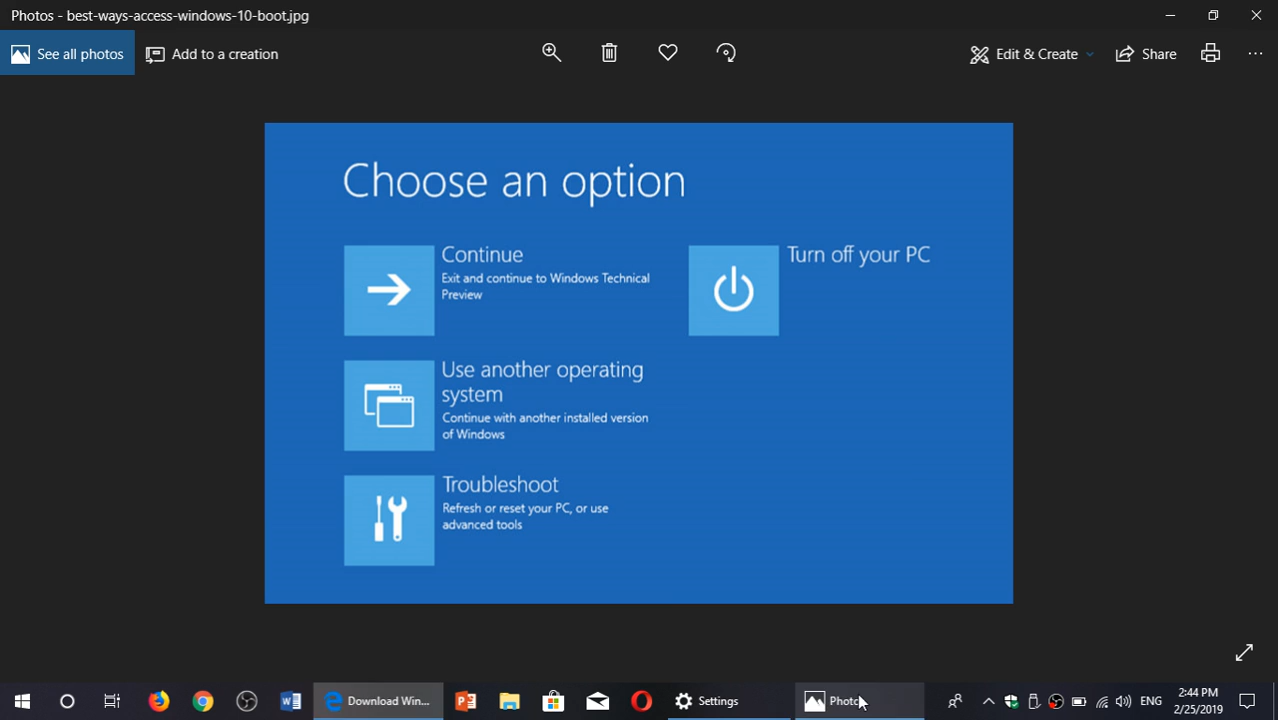 Photos - best-ways-access-windows-10-boot.jpg
See all photos
Add to a creation
Edit & Create
Share
Choose an option
Continue
Exit and continue to Windows Technical
Preview
Turn off your PC
Use another operating
system
Continue with another installed version
of Windows
Troubleshoot
Refresh or reset your PC, or use
advanced tools
Download Win...
Settings
Photo
ENG
2:44 PM
2/25/2019